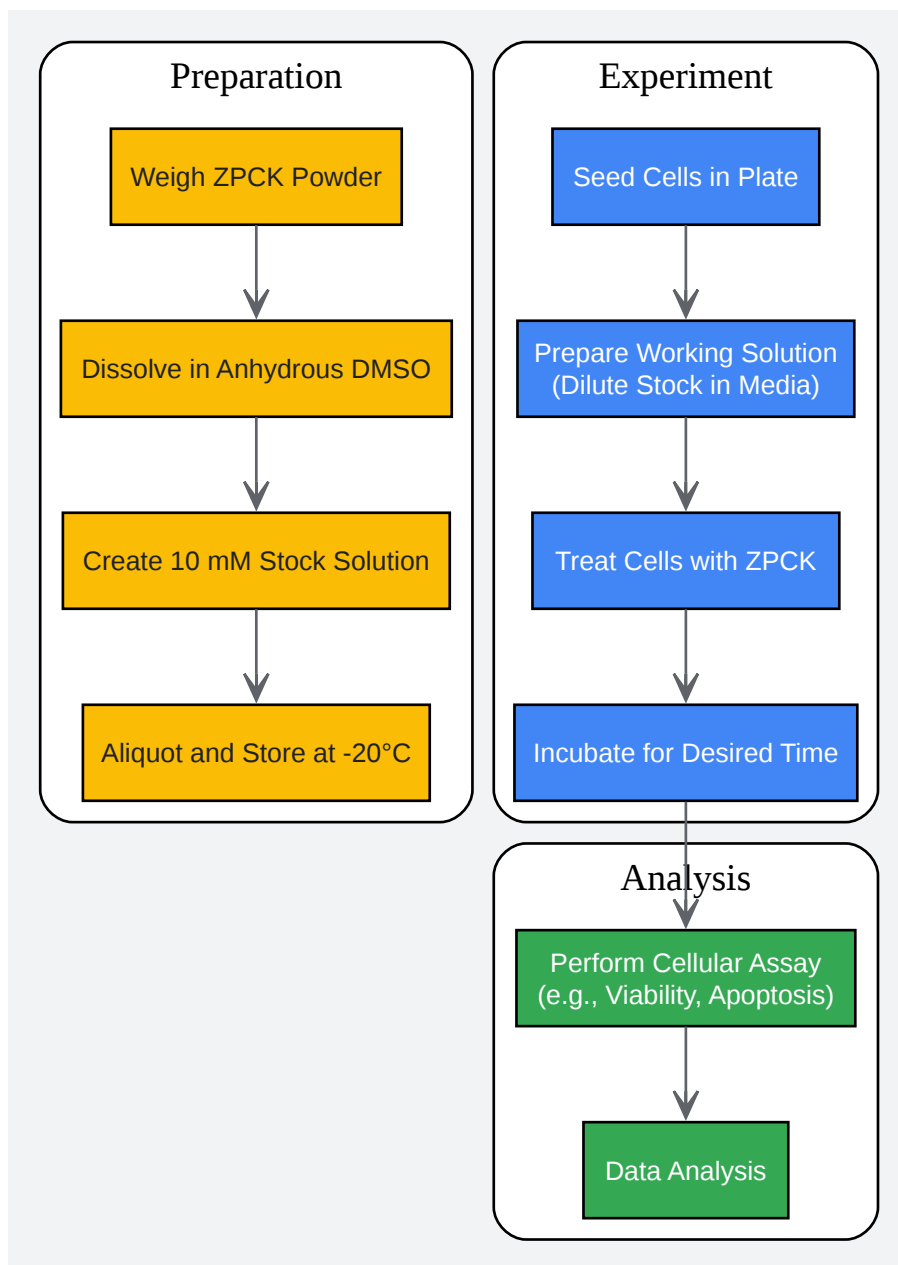 Preparation
Weigh ZPCK Powder
Dissolve in Anhydrous DMSO
Create 10 mM Stock Solution
Aliquot and Store at -20°C
Experiment
Seed Cells in Plate
Prepare Working Solution
(Dilute Stock in Media)
Treat Cells with ZPCK
Incubate for Desired Time
Analysis
Perform Cellular Assay
(e.g., Viability, Apoptosis)
Data Analysis